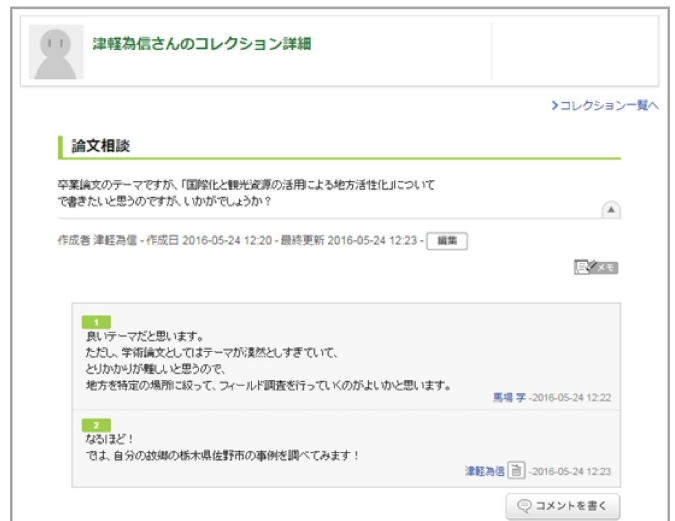 津軽為信さんのコレクション詳細
>コレクション一覧へ
論文相談
卒業論文のテーマですが、「国際化と観光資源の活用による地方活性化」について
で書きたいと思うのですが、いかがでしょうか？
作成者 津軽為信 - 作成日 2016-05-24 12:20 - 最終更新 2016-05-24 12:23 - 編集
メモ
1
良いテーマだと思います。
ただし、学術論文としてはテーマが漠然としすぎていて、
とりかかりが難しいと思うので、
地方を特定の場所に絞って、フィールド調査を行っていくのがよいかと思います。
馬場 学 -2016-05-24 12:22
2
なるほど！
では、自分の故郷の栃木県佐野市の事例を調べてみます！
津軽為信 -2016-05-24 12:23
コメントを書く